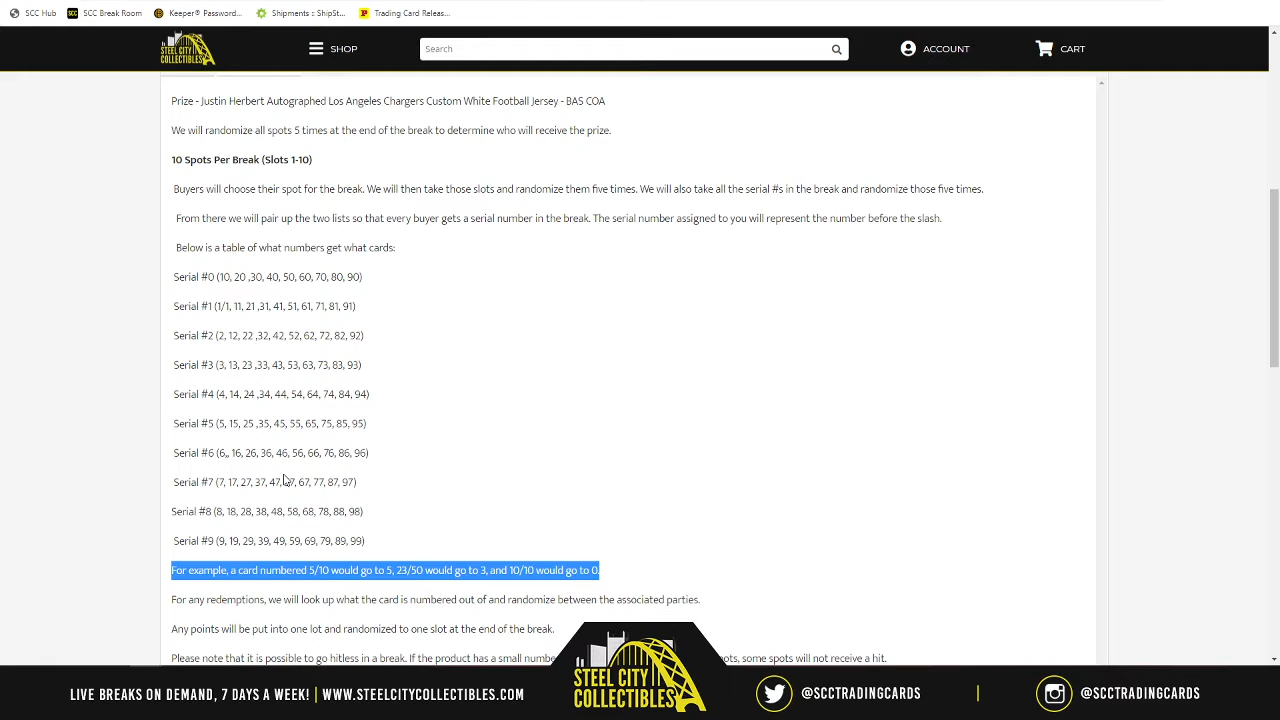 SCC Hub SCC Break Room Keeper® Password... Shipments :: ShipSt... Trading Card Releas...
STEEL CITY COLLECTIBLES SHOP Search ACCOUNT CART
Prize - Justin Herbert Autographed Los Angeles Chargers Custom White Football Jersey - BAS COA
We will randomize all spots 5 times at the end of the break to determine who will receive the prize.
10 Spots Per Break (Slots 1-10)
Buyers will choose their spot for the break. We will then take those slots and randomize them five times. We will also take all the serial #s in the break and randomize those five times.
From there we will pair up the two lists so that every buyer gets a serial number in the break. The serial number assigned to you will represent the number before the slash.
Below is a table of what numbers get what cards:
Serial #0 (10, 20 ,30, 40, 50, 60, 70, 80, 90)
Serial #1 (1/1, 11, 21 ,31, 41, 51, 61, 71, 81, 91)
Serial #2 (2, 12, 22 ,32, 42, 52, 62, 72, 82, 92)
Serial #3 (3, 13, 23 ,33, 43, 53, 63, 73, 83, 93)
Serial #4 (4, 14, 24 ,34, 44, 54, 64, 74, 84, 94)
Serial #5 (5, 15, 25 ,35, 45, 55, 65, 75, 85, 95)
Serial #6 (6,, 16, 26, 36, 46, 56, 66, 76, 86, 96)
Serial #7 (7, 17, 27, 37, 47, 67, 77, 87, 97)
Serial #8 (8, 18, 28, 38, 48, 58, 68, 78, 88, 98)
Serial #9 (9, 19, 29, 39, 49, 59, 69, 79, 89, 99)
For example, a card numbered 5/10 would go to 5, 23/50 would go to 3, and 10/10 would go to 0.
For any redemptions, we will look up what the card is numbered out of and randomize between the associated parties.
Any points will be put into one lot and randomized to one slot at the end of the break.
Please note that it is possible to go hitless in a break. If the product has a small some spots will not receive a hit.
LIVE BREAKS ON DEMAND, 7 DAYS A WEEK! | WWW.STEELCITYCOLLECTIBLES.COM STEEL CITY COLLECTIBLES @SCCTRADINGCARDS | @SCCTRADINGCARDS